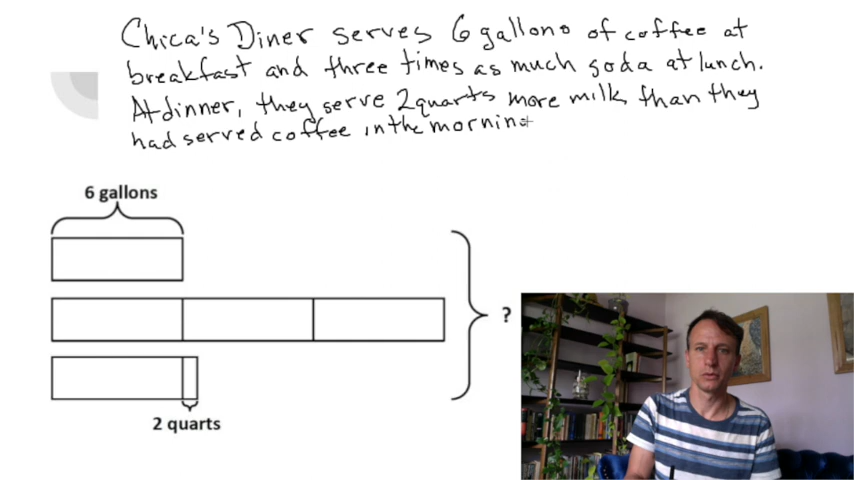 Chica's Diner serves 6 gallons of coffee at
breakfast and three times as much soda at lunch.
At dinner, they serve 2 quarts more milk than they
had served coffee in the mornin
6 gallons
?
2 quarts